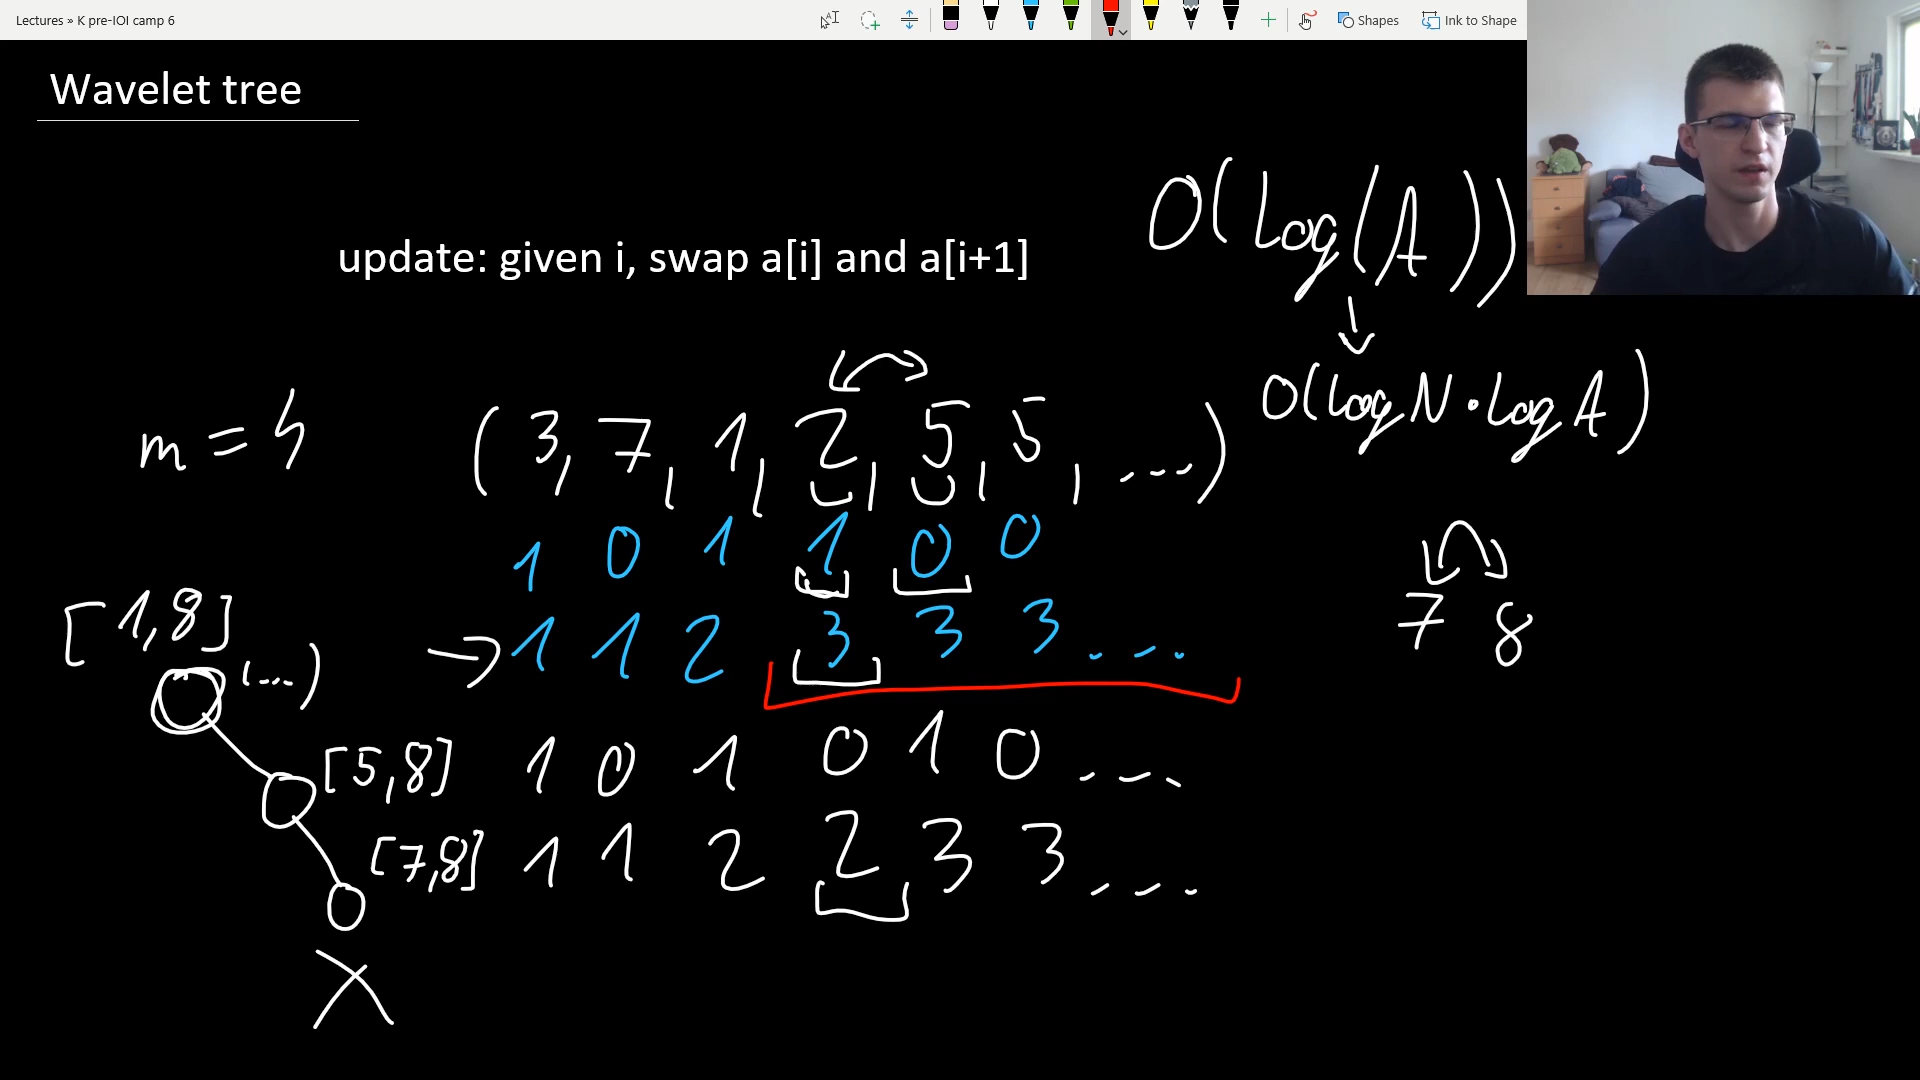 Lectures » K pre-IOI camp 6
Shapes
Ink to Shape
Wavelet tree
update: given i, swap a[i] and a[i+1]
O(log(A))
↓
O(logN·logA)
m = 4
(3, 7, 1, 2, 5, 5, ...)
1 0 1 1 0 0
→ 1 1 2 3 3 3 ...
7 8
[1,8]
(...)
[5,8]
1 0 1 0 1 0 ...
[7,8]
1 1 2 2 3 3 ...